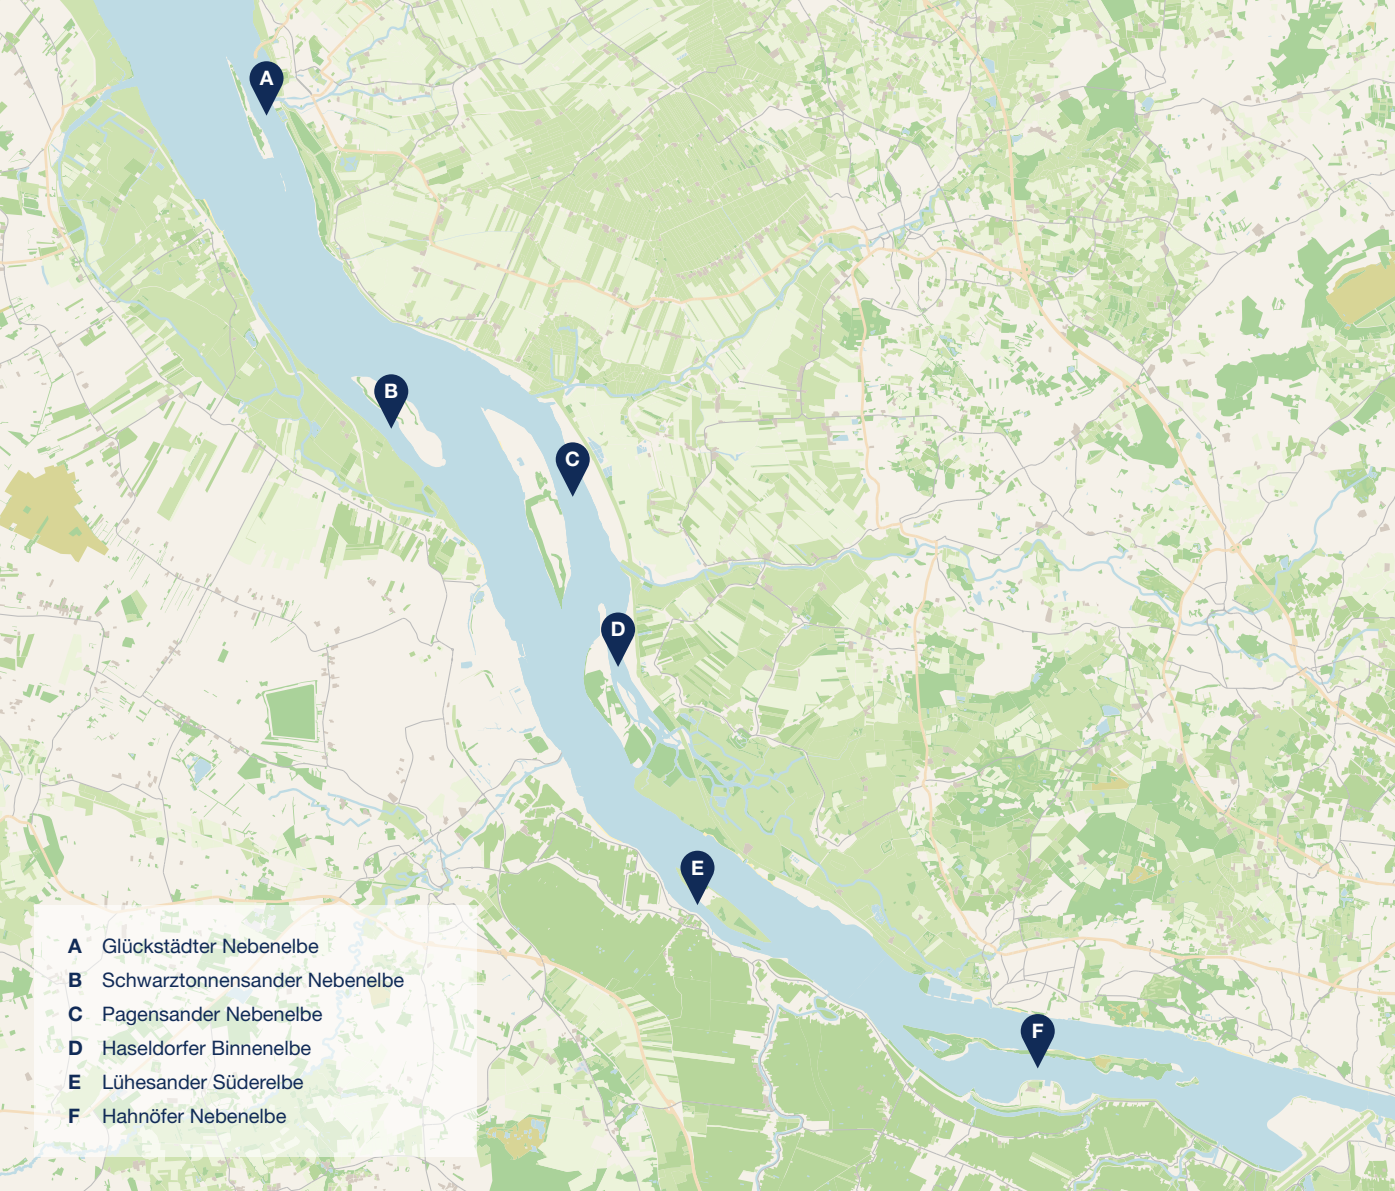 A
B
C
D
E
F
A Glückstädter Nebenelbe
B Schwarztonnensander Nebenelbe
C Pagensander Nebenelbe
D Haseldorfer Binnenelbe
E Lühesander Süderelbe
F Hahnöfer Nebenelbe